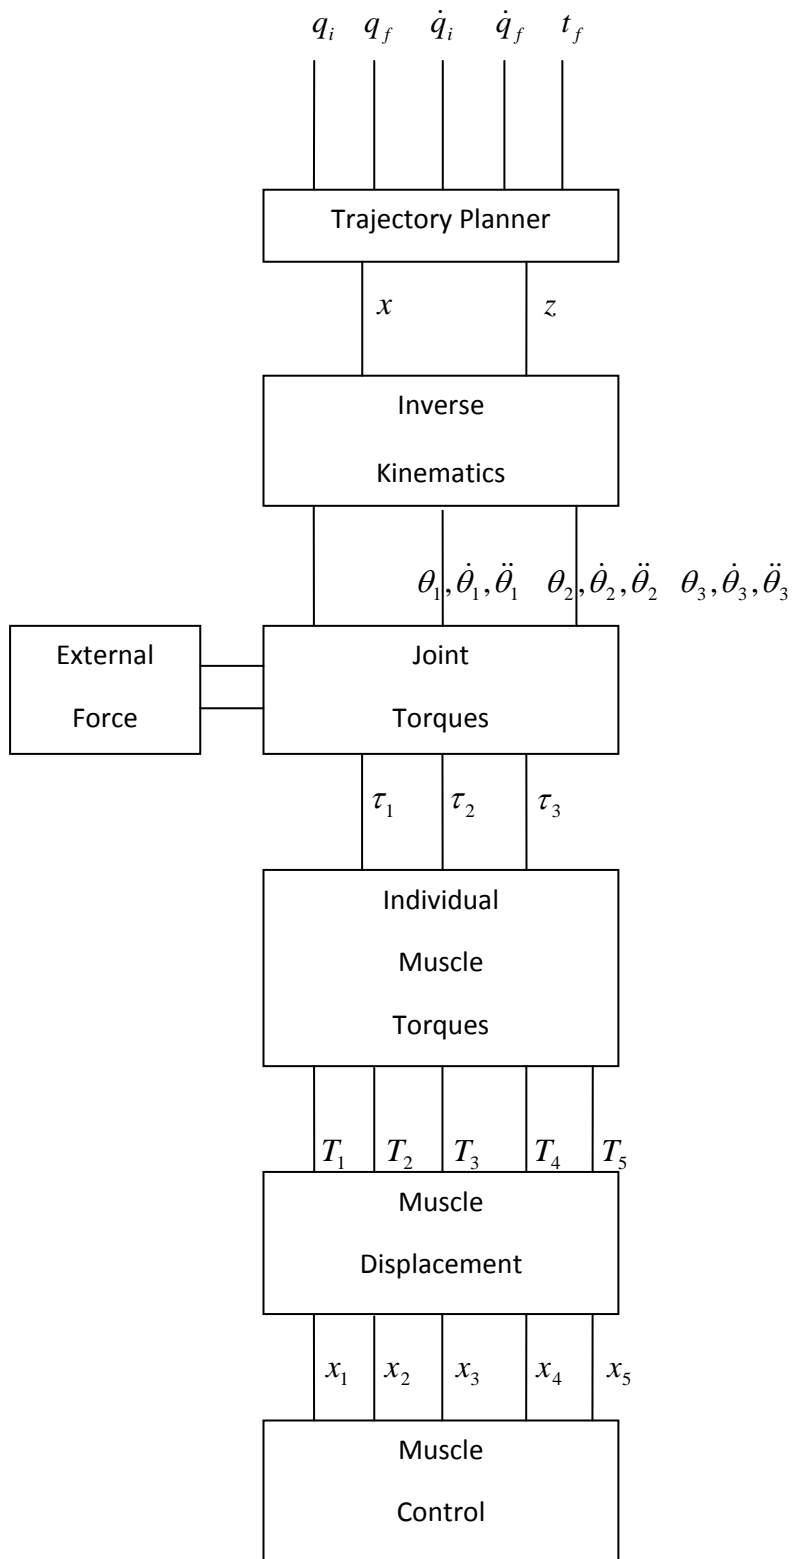 q_i q_f q̇_i q̇_f t_f
Trajectory Planner
x z
Inverse
Kinematics
θ_1, θ̇_1, θ̈_1 θ_2, θ̇_2, θ̈_2 θ_3, θ̇_3, θ̈_3
External
Force
Joint
Torques
τ_1 τ_2 τ_3
Individual
Muscle
Torques
T_1 T_2 T_3 T_4 T_5
Muscle
Displacement
x_1 x_2 x_3 x_4 x_5
Muscle
Control